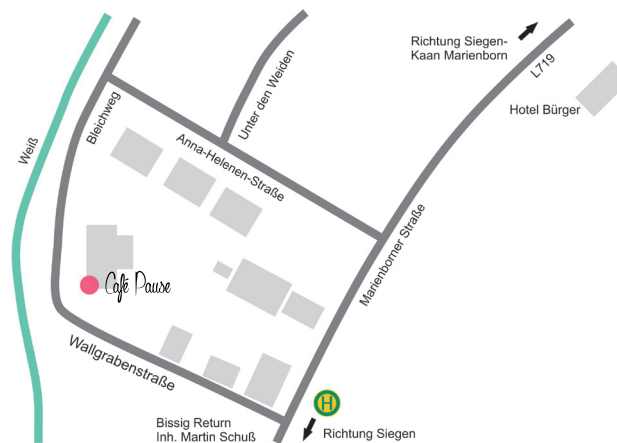 Richtung Siegen-
Kaan Marienborn
L719
Hotel Bürger
Unter den Weiden
Bleichweg
Weiß
Anna-Helenen-Straße
Marienborner Straße
Café Pause
Wallgrabenstraße
H
Bissig Return
Inh. Martin Schuß
Richtung Siegen